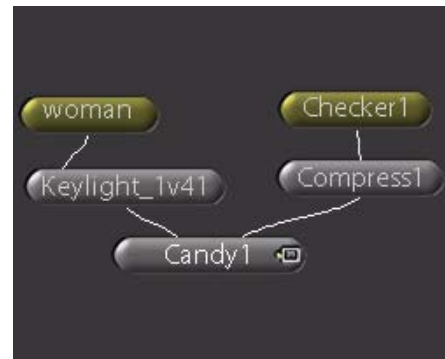 woman
Checker1
Keylight_1v41
Compress1
Candy1